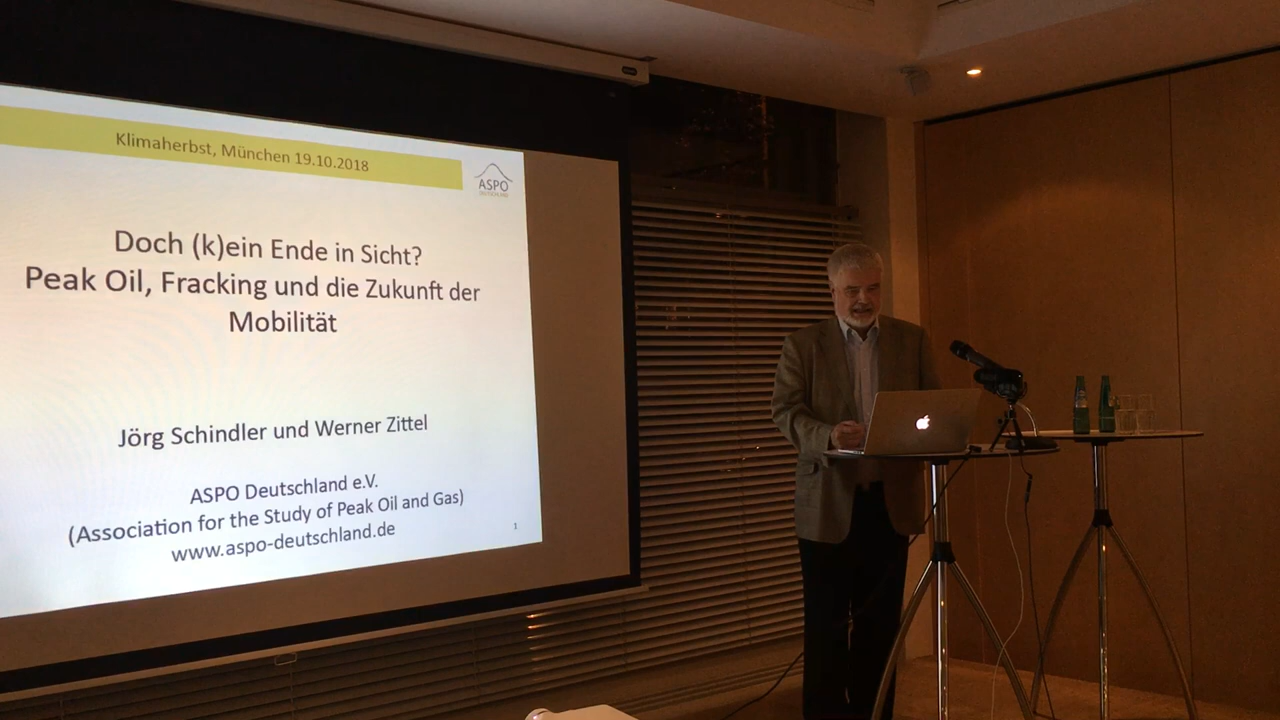 Klimaherbst, München 19.10.2018
ASPO
DEUTSCHLAND
Doch (k)ein Ende in Sicht?
Peak Oil, Fracking und die Zukunft der
Mobilität
Jörg Schindler und Werner Zittel
ASPO Deutschland e.V.
(Association for the Study of Peak Oil and Gas)
www.aspo-deutschland.de
1